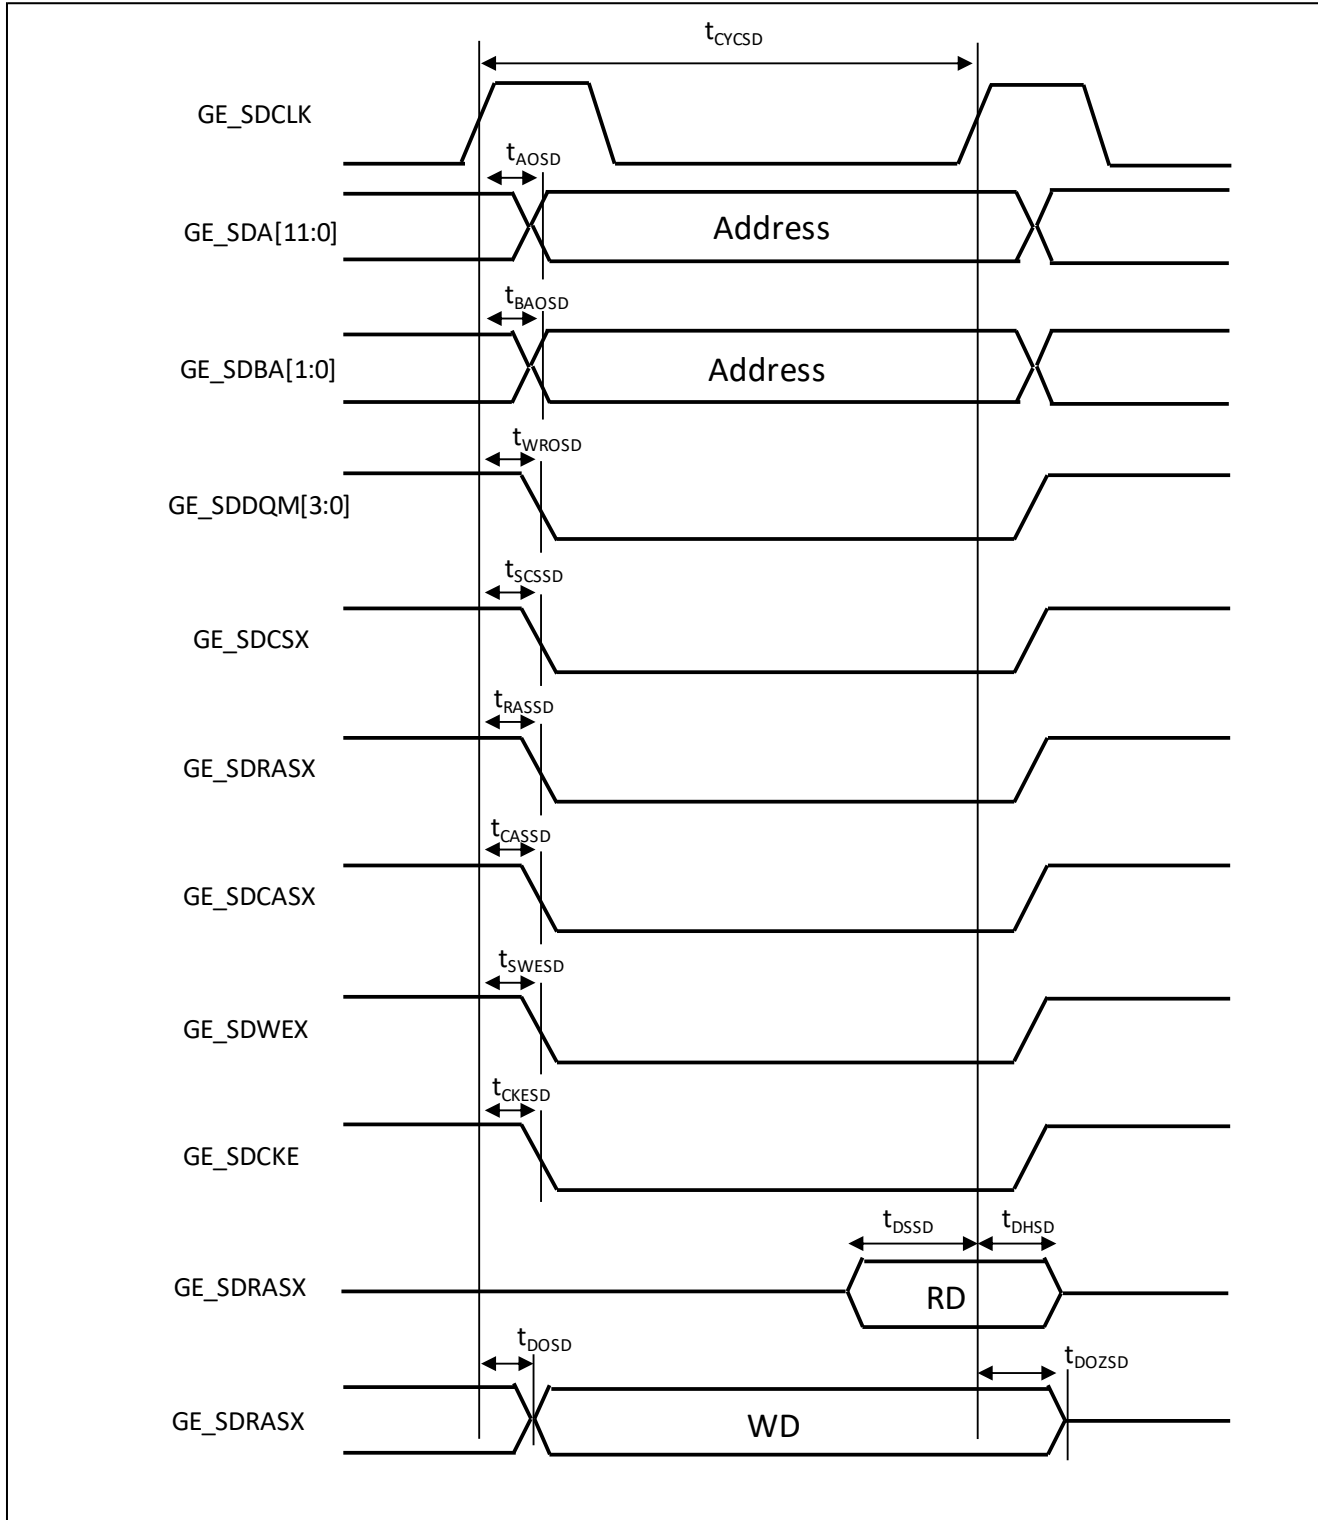 tCYCSD
GE_SDCLK
tAOSD
GE_SDA[11:0]
Address
tBAOSD
GE_SDBA[1:0]
Address
tWROSD
GE_SDDQM[3:0]
tSCSSD
GE_SDCSX
tRASSD
GE_SDRASX
tCASSD
GE_SDCASX
tSWESD
GE_SDWEX
tCKESD
GE_SDCKE
tDSSD
tDHSD
GE_SDRASX
RD
tDOSD
tDOZSD
GE_SDRASX
WD